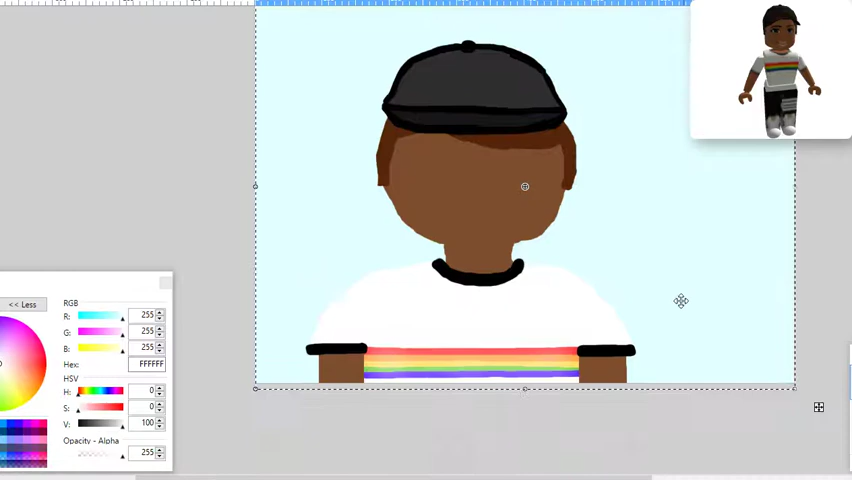 << Less
RGB
R: 255
G: 255
B: 255
Hex: FFFFFF
HSV
H: 0
S: 0
V: 100
Opacity - Alpha
255